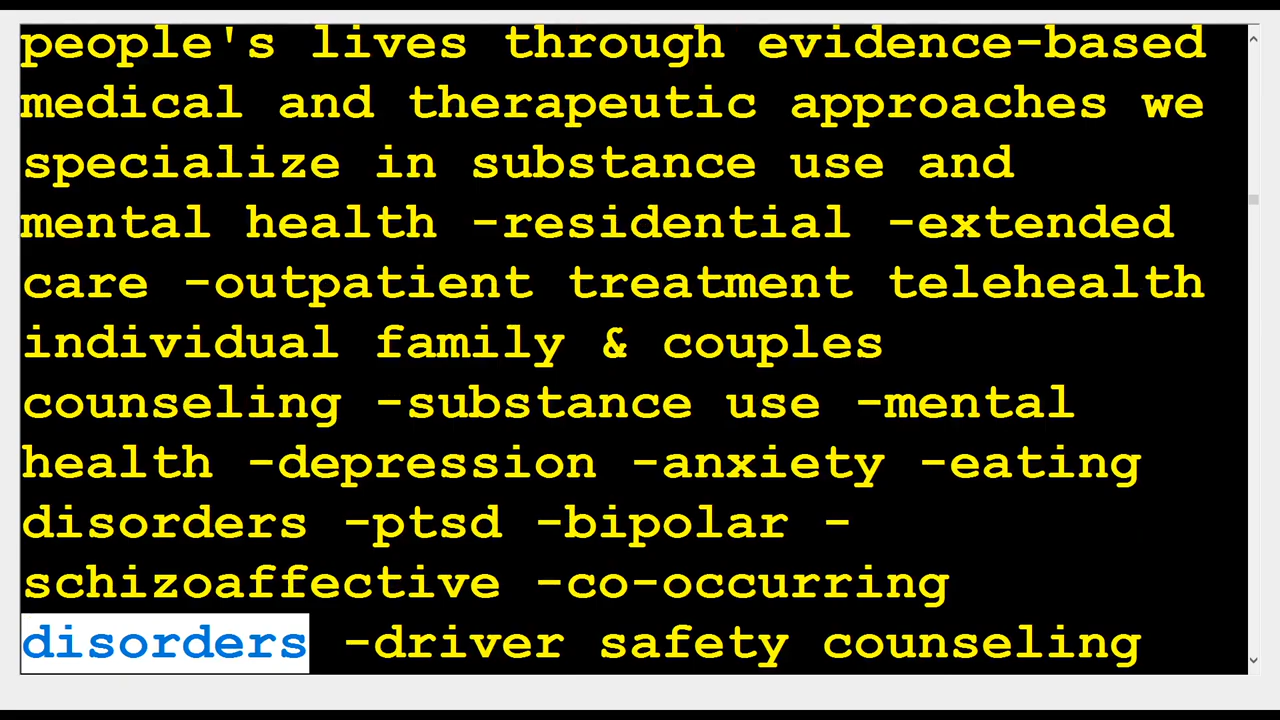 people's lives through evidence-based
medical and therapeutic approaches we
specialize in substance use and
mental health -residential -extended
care -outpatient treatment telehealth
individual family & couples
counseling -substance use -mental
health -depression -anxiety -eating
disorders -ptsd -bipolar -
schizoaffective -co-occurring
disorders -driver safety counseling